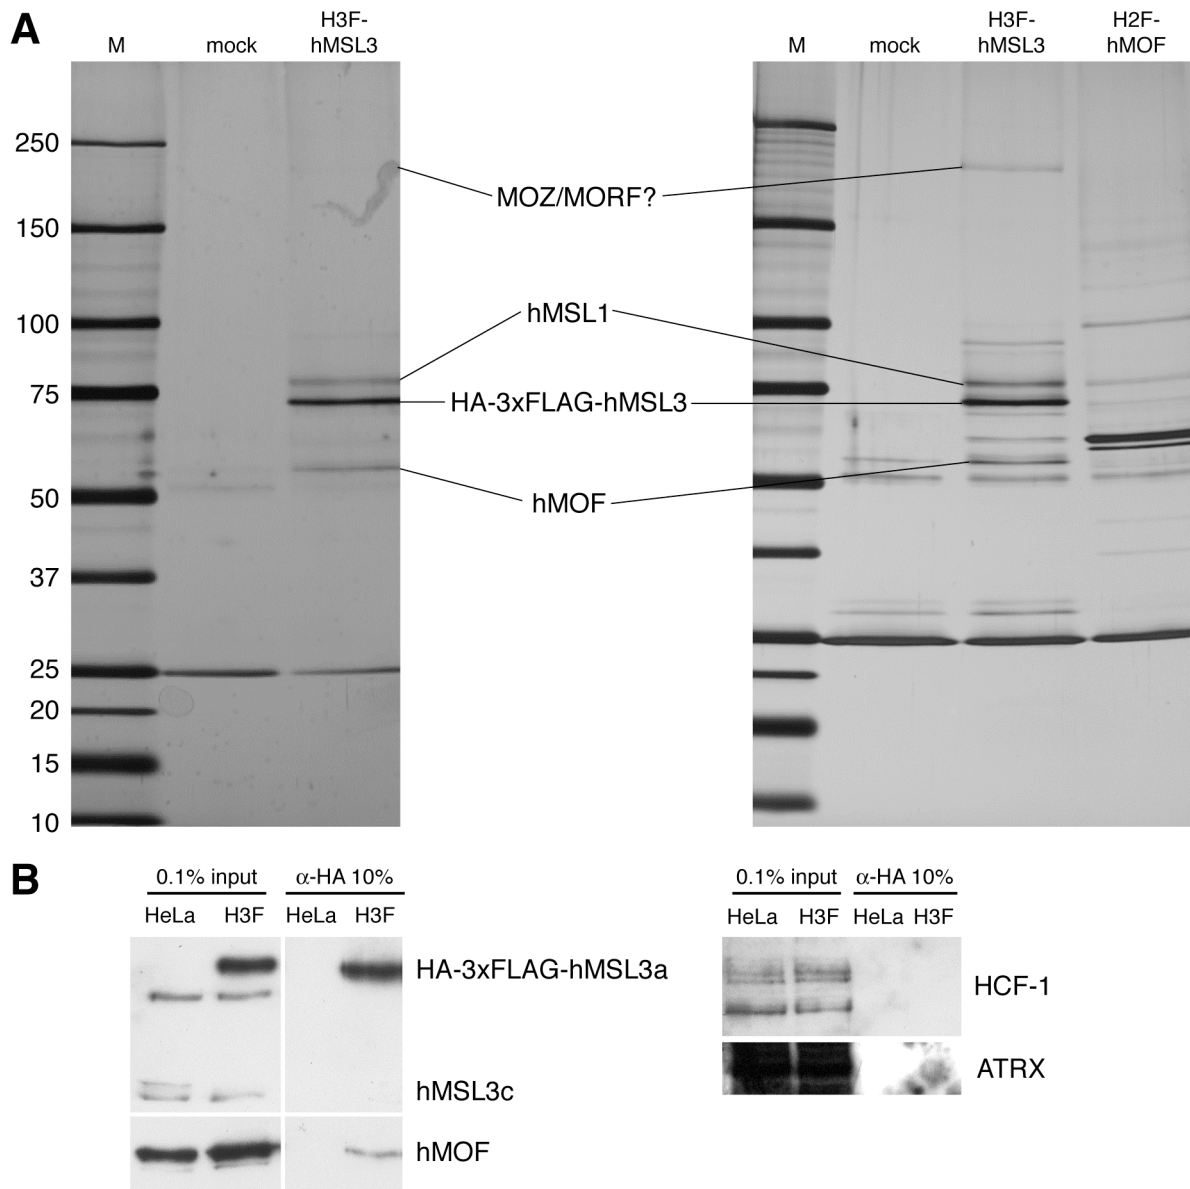 A
M
mock
H3F-
hMSL3
M
mock
H3F-
hMSL3
H2F-
hMOF
250
150
100
75
50
37
25
20
15
10
MOZ/MORF?
hMSL1
HA-3xFLAG-hMSL3
hMOF
B
0.1% input
α-HA 10%
HeLa
H3F
HeLa
H3F
HA-3xFLAG-hMSL3a
hMSL3c
hMOF
0.1% input
α-HA 10%
HeLa
H3F
HeLa
H3F
HCF-1
ATRX